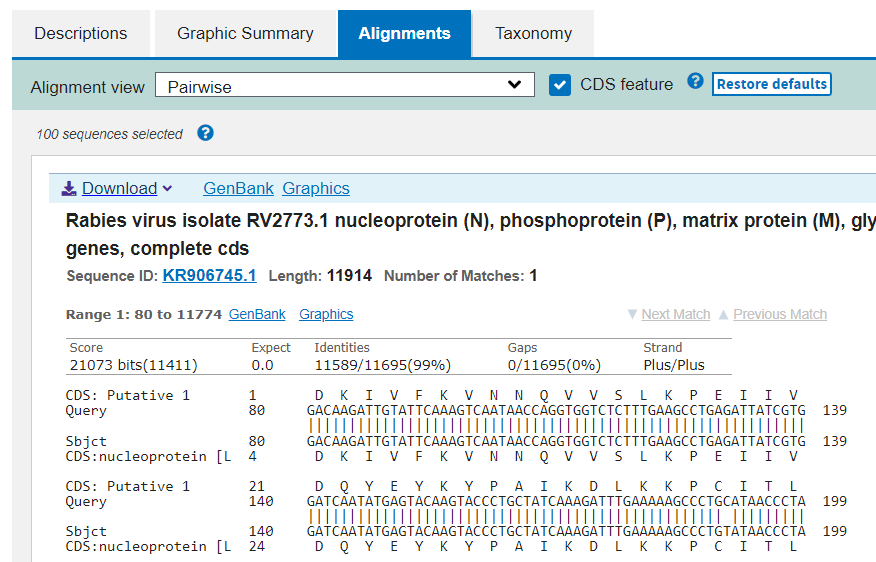 Descriptions Graphic Summary Alignments Taxonomy
Alignment view Pairwise CDS feature ? Restore defaults
100 sequences selected ?
Download GenBank Graphics
Rabies virus isolate RV2773.1 nucleoprotein (N), phosphoprotein (P), matrix protein (M), gly
genes, complete cds
Sequence ID: KR906745.1 Length: 11914 Number of Matches: 1
Range 1: 80 to 11774 GenBank Graphics Next Match Previous Match
Score Expect Identities Gaps Strand
21073 bits(11411) 0.0 11589/11695(99%) 0/11695(0%) Plus/Plus
CDS: Putative 1 1 D K I V F K V N N Q V V S L K P E I I V
Query 80 GACAAGATTGTATTCAAAGTCAATAACCAGGTGGTCTCTTTGAAGCCTGAGATTATCGTG 139
Sbjct 80 GACAAGATTGTATTCAAAGTCAATAACCAGGTGGTCTCTTTGAAGCCTGAGATTATCGTG 139
CDS:nucleoprotein [L 4 D K I V F K V N N Q V V S L K P E I I V
CDS: Putative 1 21 D Q Y E Y K Y P A I K D L K K P C I T L
Query 140 GATCAATATGAGTACAAGTACCCTGCTATCAAAGATTTGAAAAAGCCCTGCATAACCCTA 199
Sbjct 140 GATCAATATGAGTACAAGTACCCTGCTATCAAAGATTTGAAAAAGCCCTGTATAACCCTA 199
CDS:nucleoprotein [L 24 D Q Y E Y K Y P A I K D L K K P C I T L